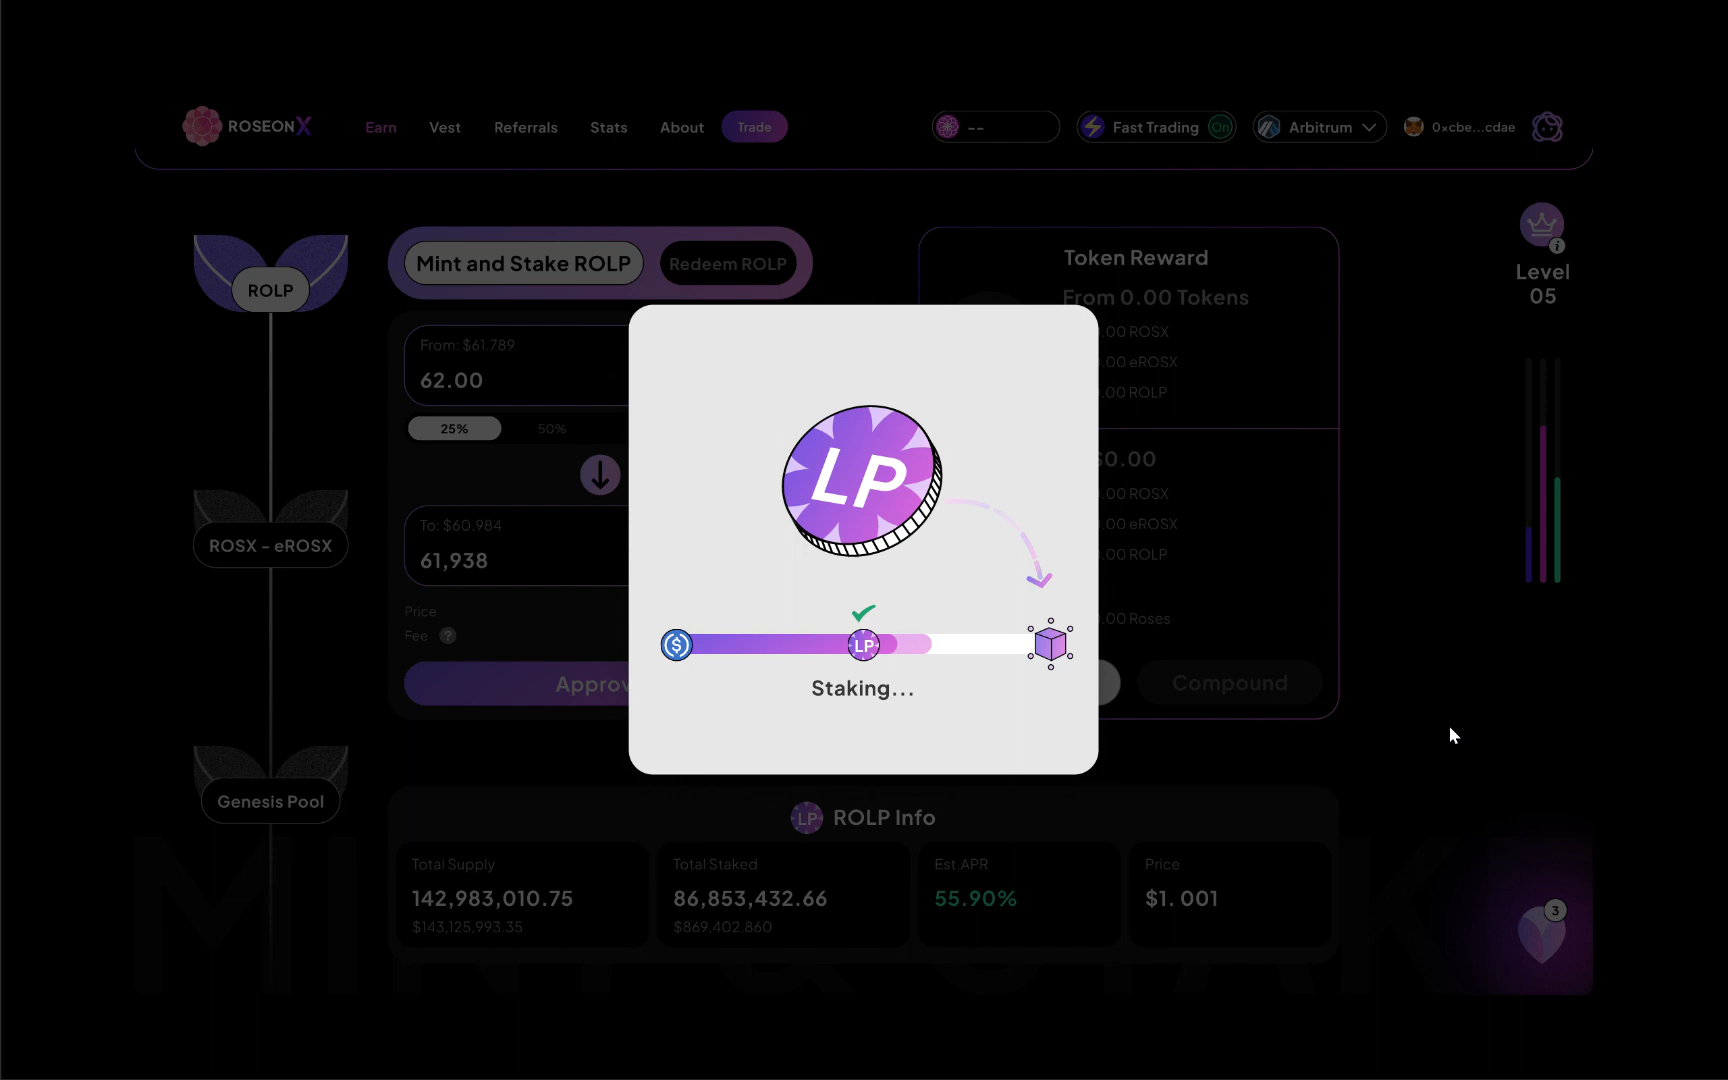 ROSEONX
Earn
Vest
Referrals
Stats
About
Trade
--
Fast Trading
On
Arbitrum
0xcbe...cdae
ROLP
ROSX - eROSX
Genesis Pool
Mint and Stake ROLP
Redeem ROLP
From: $61.789
62.00
25%
50%
To: $60.984
61,938
Price
Fee ?
Approv
Token Reward
From 0.00 Tokens
.00 ROSX
.00 eROSX
.00 ROLP
$0.00
.00 ROSX
.00 eROSX
.00 ROLP
.00 Roses
Compound
i
Level
05
LP
$
LP
Staking...
LP ROLP Info
Total Supply
142,983,010.75
$143,125,993.35
Total Staked
86,853,432.66
$869,402,860
Est.APR
55.90%
Price
$1. 001
3
MINT & STAK